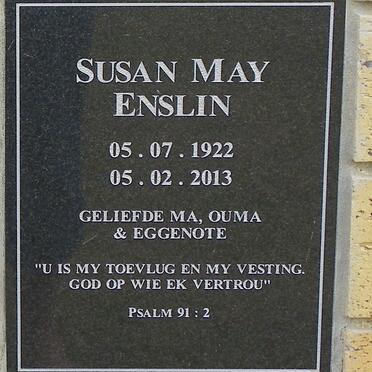 SUSAN MAY
ENSLIN
05 . 07 . 1922
05 . 02 . 2013
GELIEFDE MA, OUMA
& EGGENOTE
"U IS MY TOEVLUG EN MY VESTING.
GOD OP WIE EK VERTROU"
PSALM 91 : 2